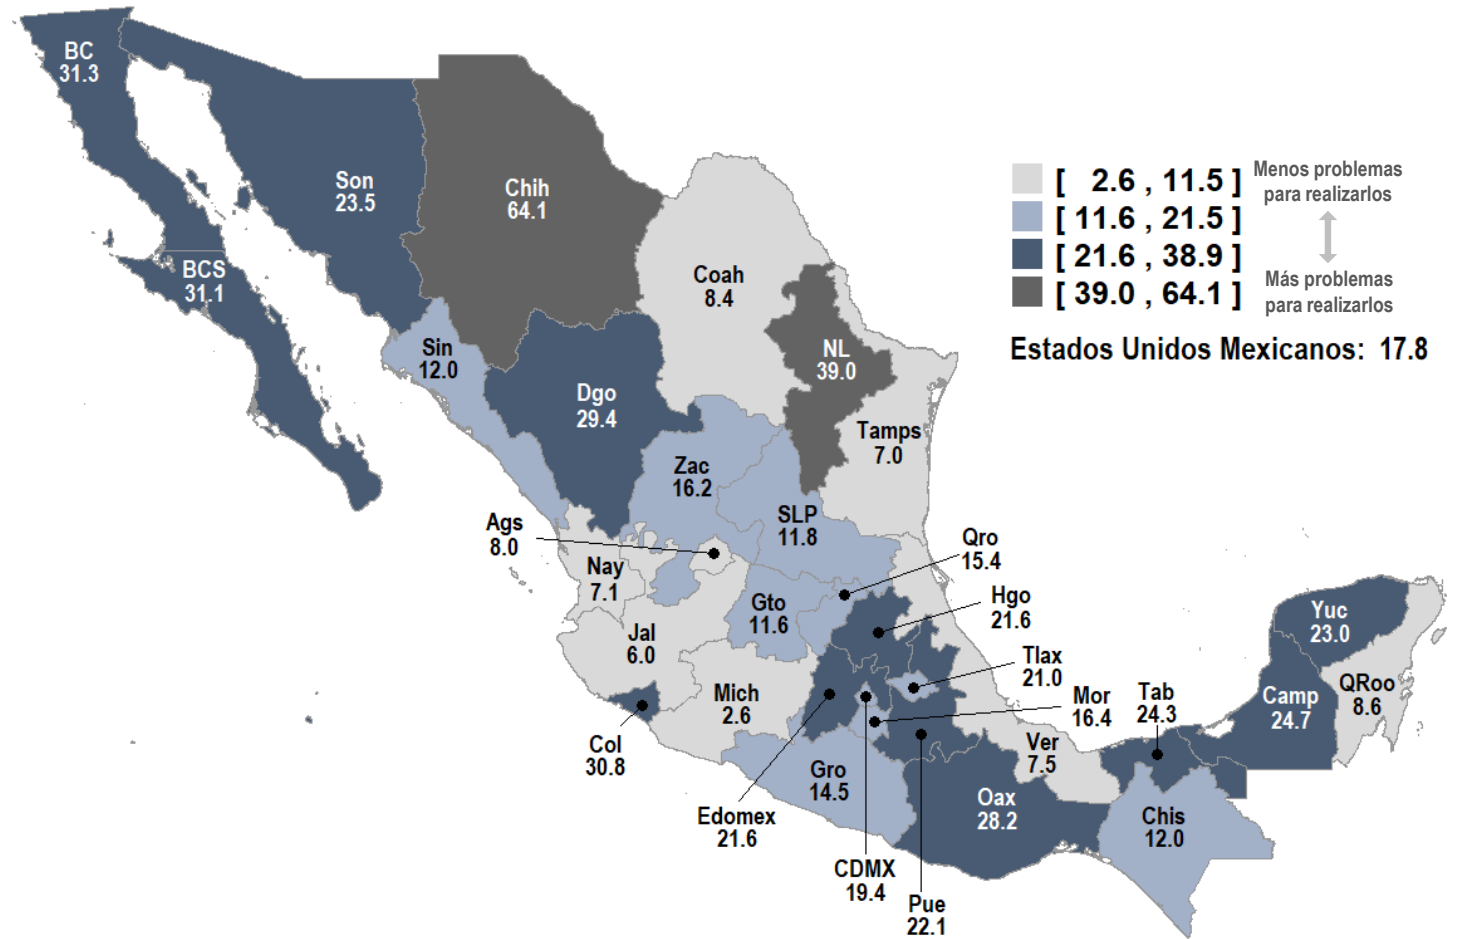 BC
31.3
Son
23.5
Chih
64.1
BCS
31.1
Coah
8.4
Sin
12.0
NL
39.0
Dgo
29.4
Tamps
7.0
Zac
16.2
SLP
11.8
Ags
8.0
Nay
7.1
Qro
15.4
Gto
11.6
Hgo
21.6
Jal
6.0
Tlax
21.0
Mich
2.6
Mor
16.4
Tab
24.3
Yuc
23.0
Camp
24.7
QRoo
8.6
Col
30.8
Ver
7.5
Gro
14.5
Oax
28.2
Chis
12.0
Edomex
21.6
CDMX
19.4
Pue
22.1
[ 2.6 , 11.5 ]
[ 11.6 , 21.5 ]
[ 21.6 , 38.9 ]
[ 39.0 , 64.1 ]
Menos problemas
para realizarlos
Más problemas
para realizarlos
Estados Unidos Mexicanos: 17.8